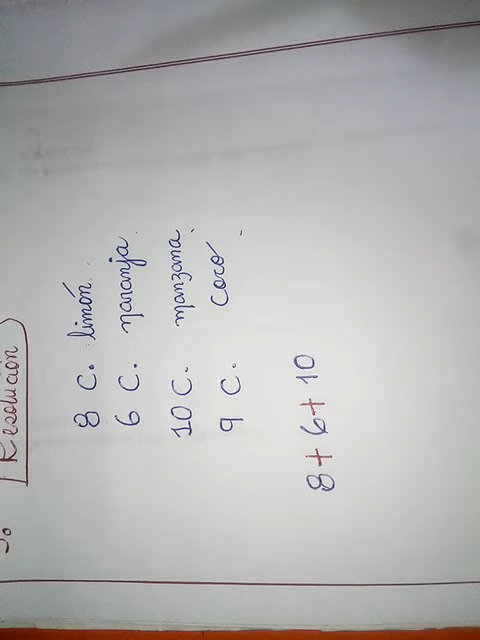 Resolución
8 C. limón.
6 C. naranja.
10 C. manzana.
9 C. coco.
8 + 6 + 10